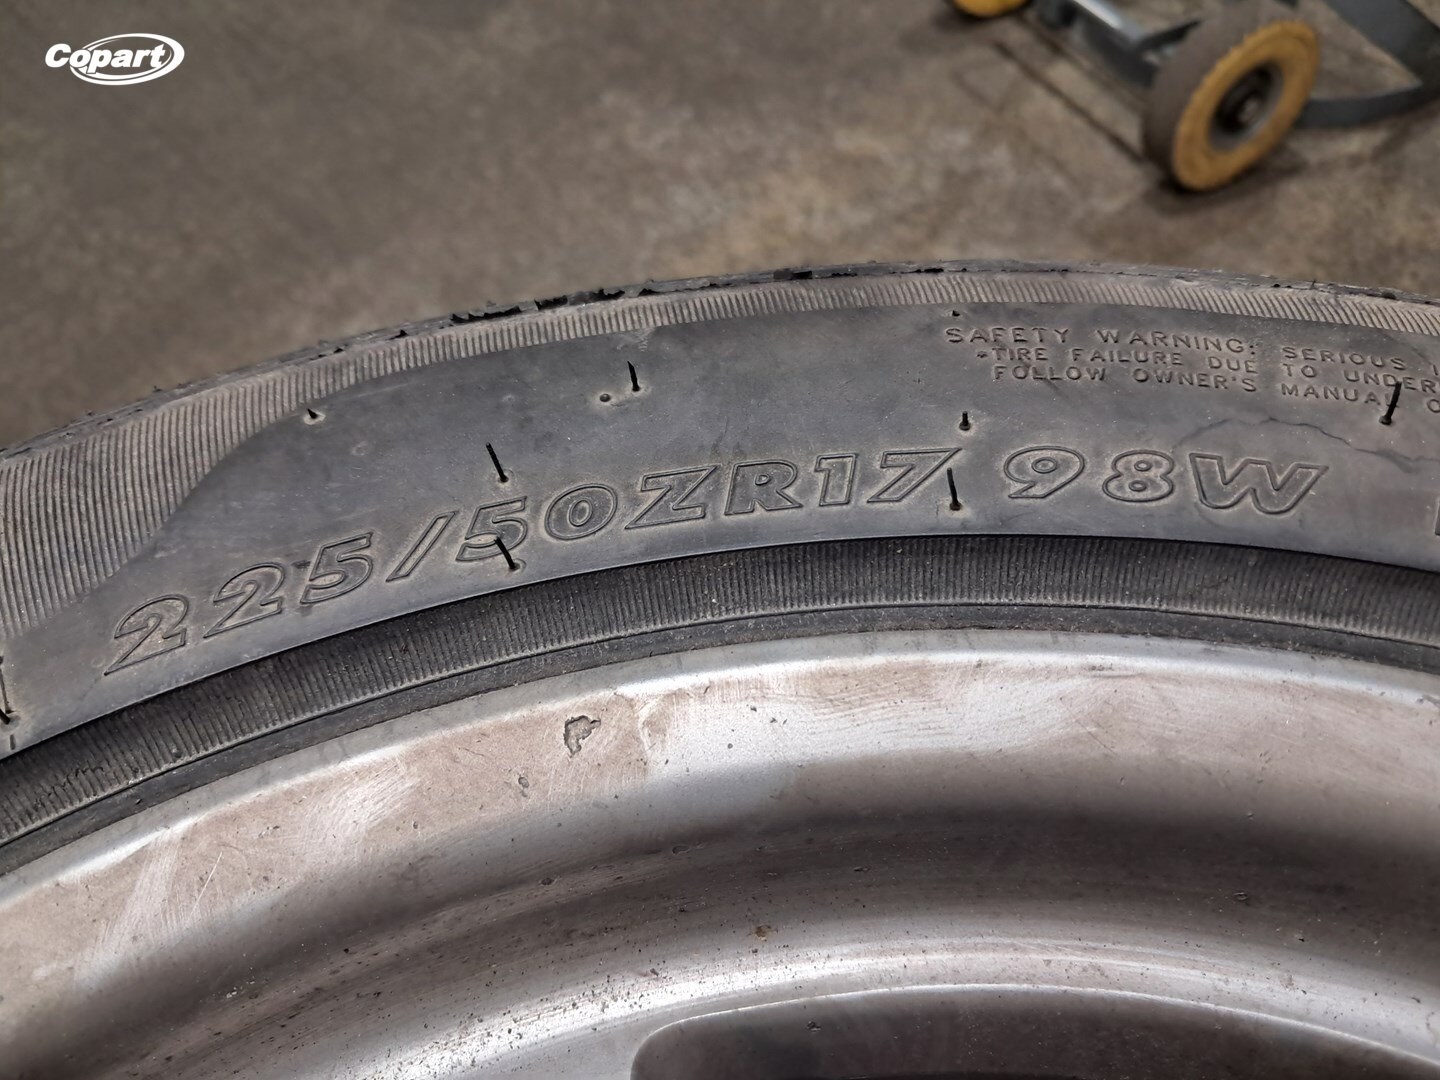 Copart
SAFETY WARNING: SERIOUS
•TIRE FAILURE DUE TO UNDER
FOLLOW OWNER'S MANUAL
225/50ZR17 98W